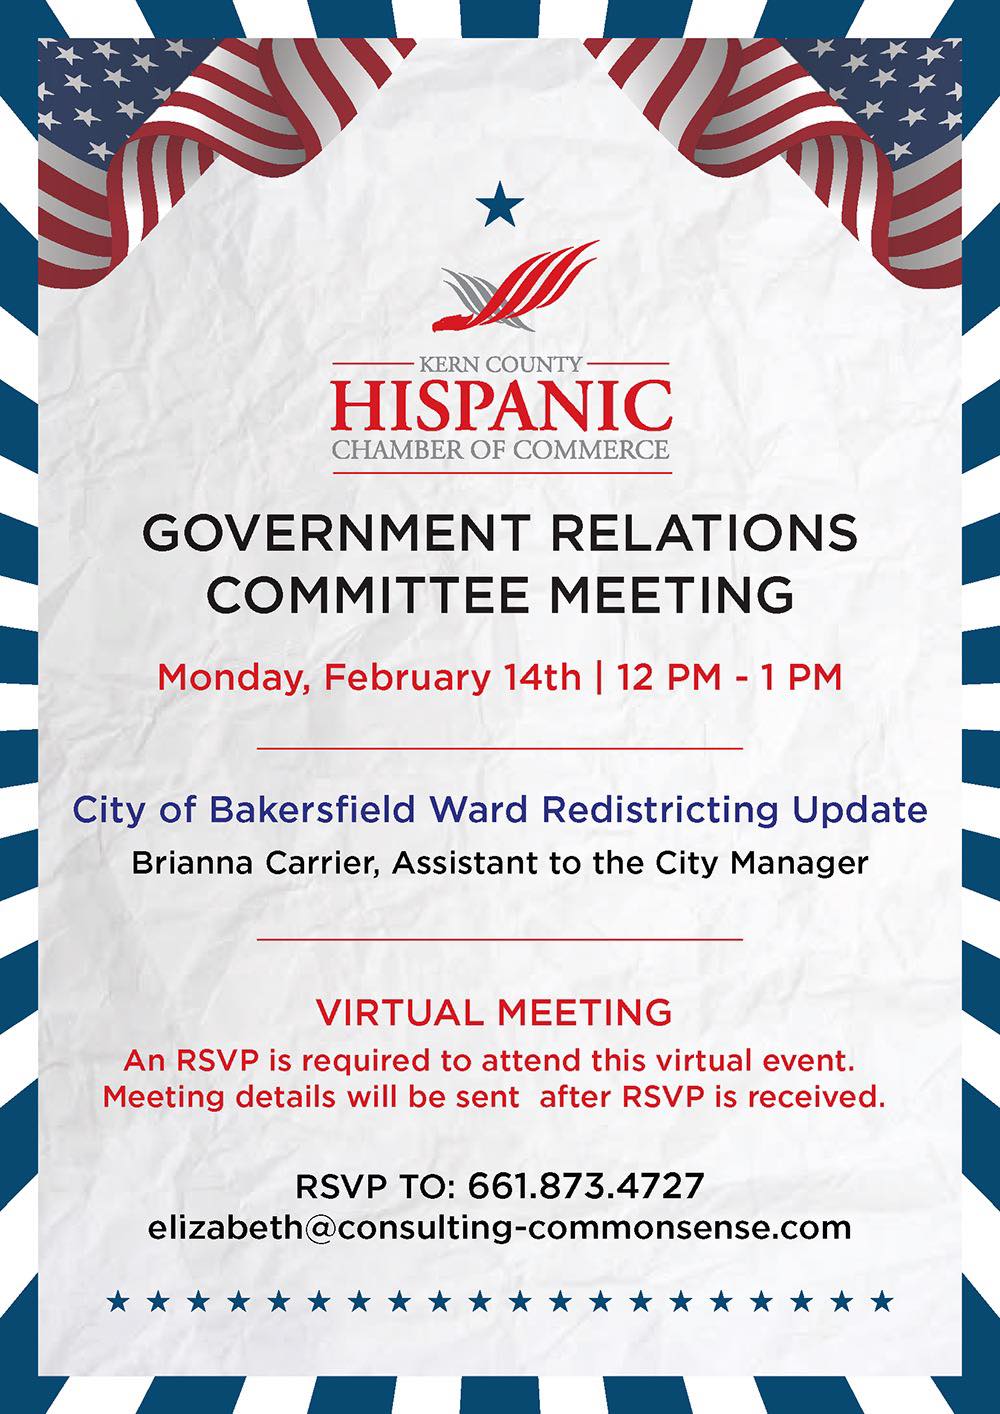 KERN COUNTY
HISPANIC
CHAMBER OF COMMERCE
GOVERNMENT RELATIONS
COMMITTEE MEETING
Monday, February 14th | 12 PM - 1 PM
City of Bakersfield Ward Redistricting Update
Brianna Carrier, Assistant to the City Manager
VIRTUAL MEETING
An RSVP is required to attend this virtual event.
Meeting details will be sent  after RSVP is received.
RSVP TO: 661.873.4727
elizabeth@consulting-commonsense.com